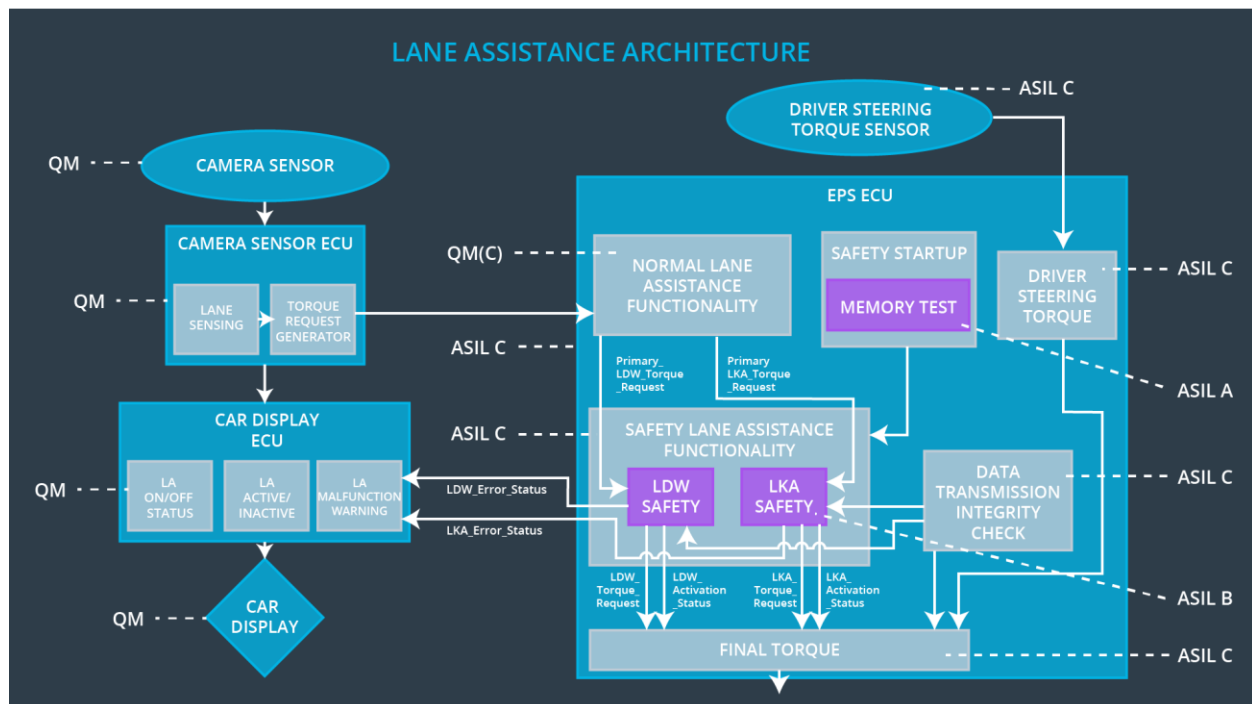 LANE ASSISTANCE ARCHITECTURE
ASIL C
DRIVER STEERING
TORQUE SENSOR
QM
CAMERA SENSOR
EPS ECU
CAMERA SENSOR ECU
QM
LANE
SENSING
TORQUE
REQUEST
GENERATOR
QM(C)
NORMAL LANE
ASSISTANCE
FUNCTIONALITY
SAFETY STARTUP
MEMORY TEST
DRIVER
STEERING
TORQUE
ASIL C
ASIL C
Primary_
LDW_Torque
_Request
Primary
LKA_Torque
_Request
ASIL A
CAR DISPLAY
ECU
QM
LA
ON/OFF
STATUS
LA
ACTIVE/
INACTIVE
LA
MALFUNCTION
WARNING
ASIL C
SAFETY LANE ASSISTANCE
FUNCTIONALITY
LDW
SAFETY
LKA
SAFETY
DATA
TRANSMISSION
INTEGRITY
CHECK
ASIL C
LDW_Error_Status
LKA_Error_Status
LDW_
Torque_
Request
LDW_
Activation
_Status
LKA_
Torque_
Request
LKA_
Activation
_Status
ASIL B
QM
CAR
DISPLAY
FINAL TORQUE
ASIL C